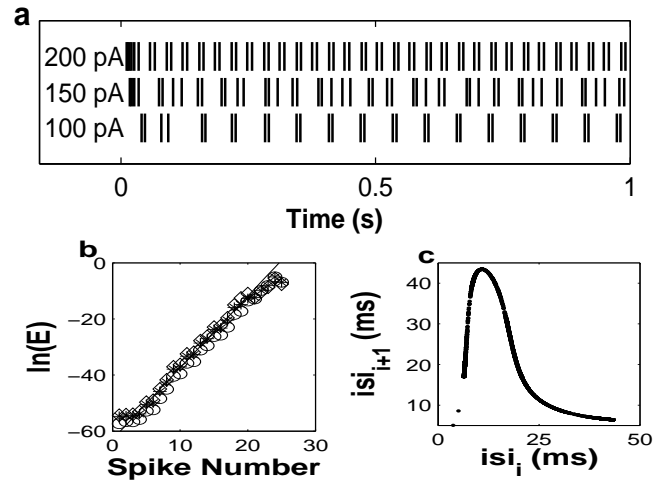 a
200 pA
150 pA
100 pA
0 0.5 1
Time (s)
b
ln(E)
0
−20
−40
−60
0 10 20 30
Spike Number
c
isi_{i+1} (ms)
40
30
20
10
0 25 50
isi_i (ms)